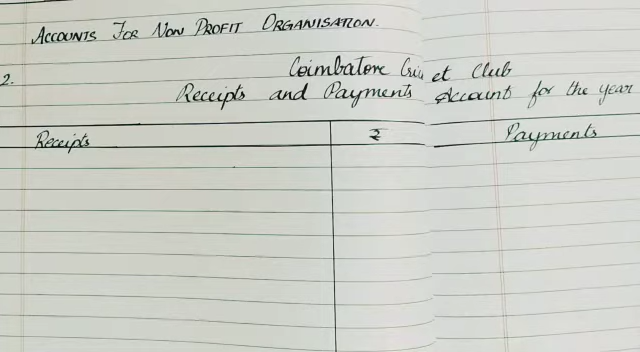 ACCOUNTS FOR NON PROFIT ORGANISATION.
2.
Coimbatore Cri et Club
Receipts and Payments Account for the year
Receipts ₹ Payments